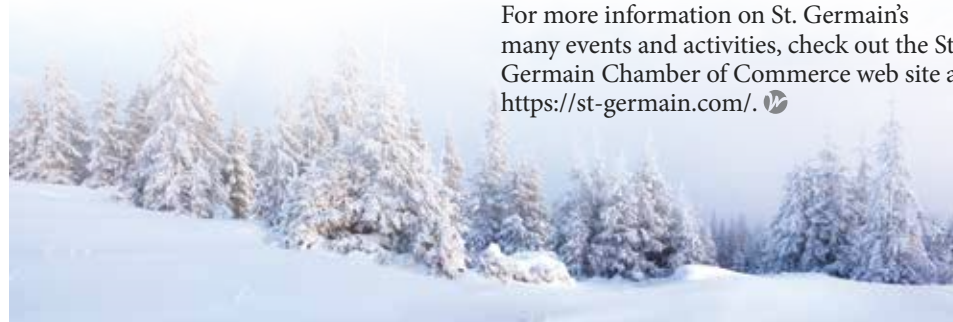 For more information on St. Germain’s
many events and activities, check out the St
Germain Chamber of Commerce web site a
https://st-germain.com/.